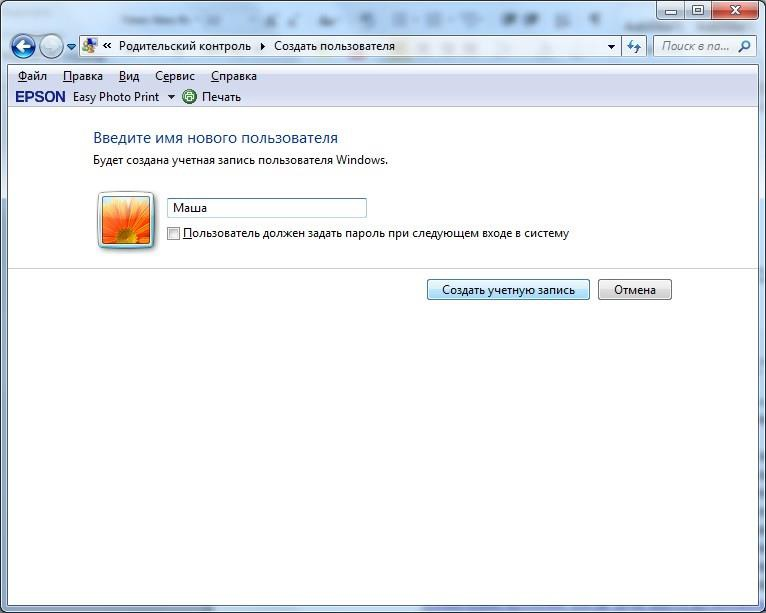 « Родительский контроль Создать пользователя
Поиск в па...
Файл Правка Вид Сервис Справка
EPSON Easy Photo Print Печать
Введите имя нового пользователя
Будет создана учетная запись пользователя Windows.
Маша
Пользователь должен задать пароль при следующем входе в систему
Создать учетную запись Отмена